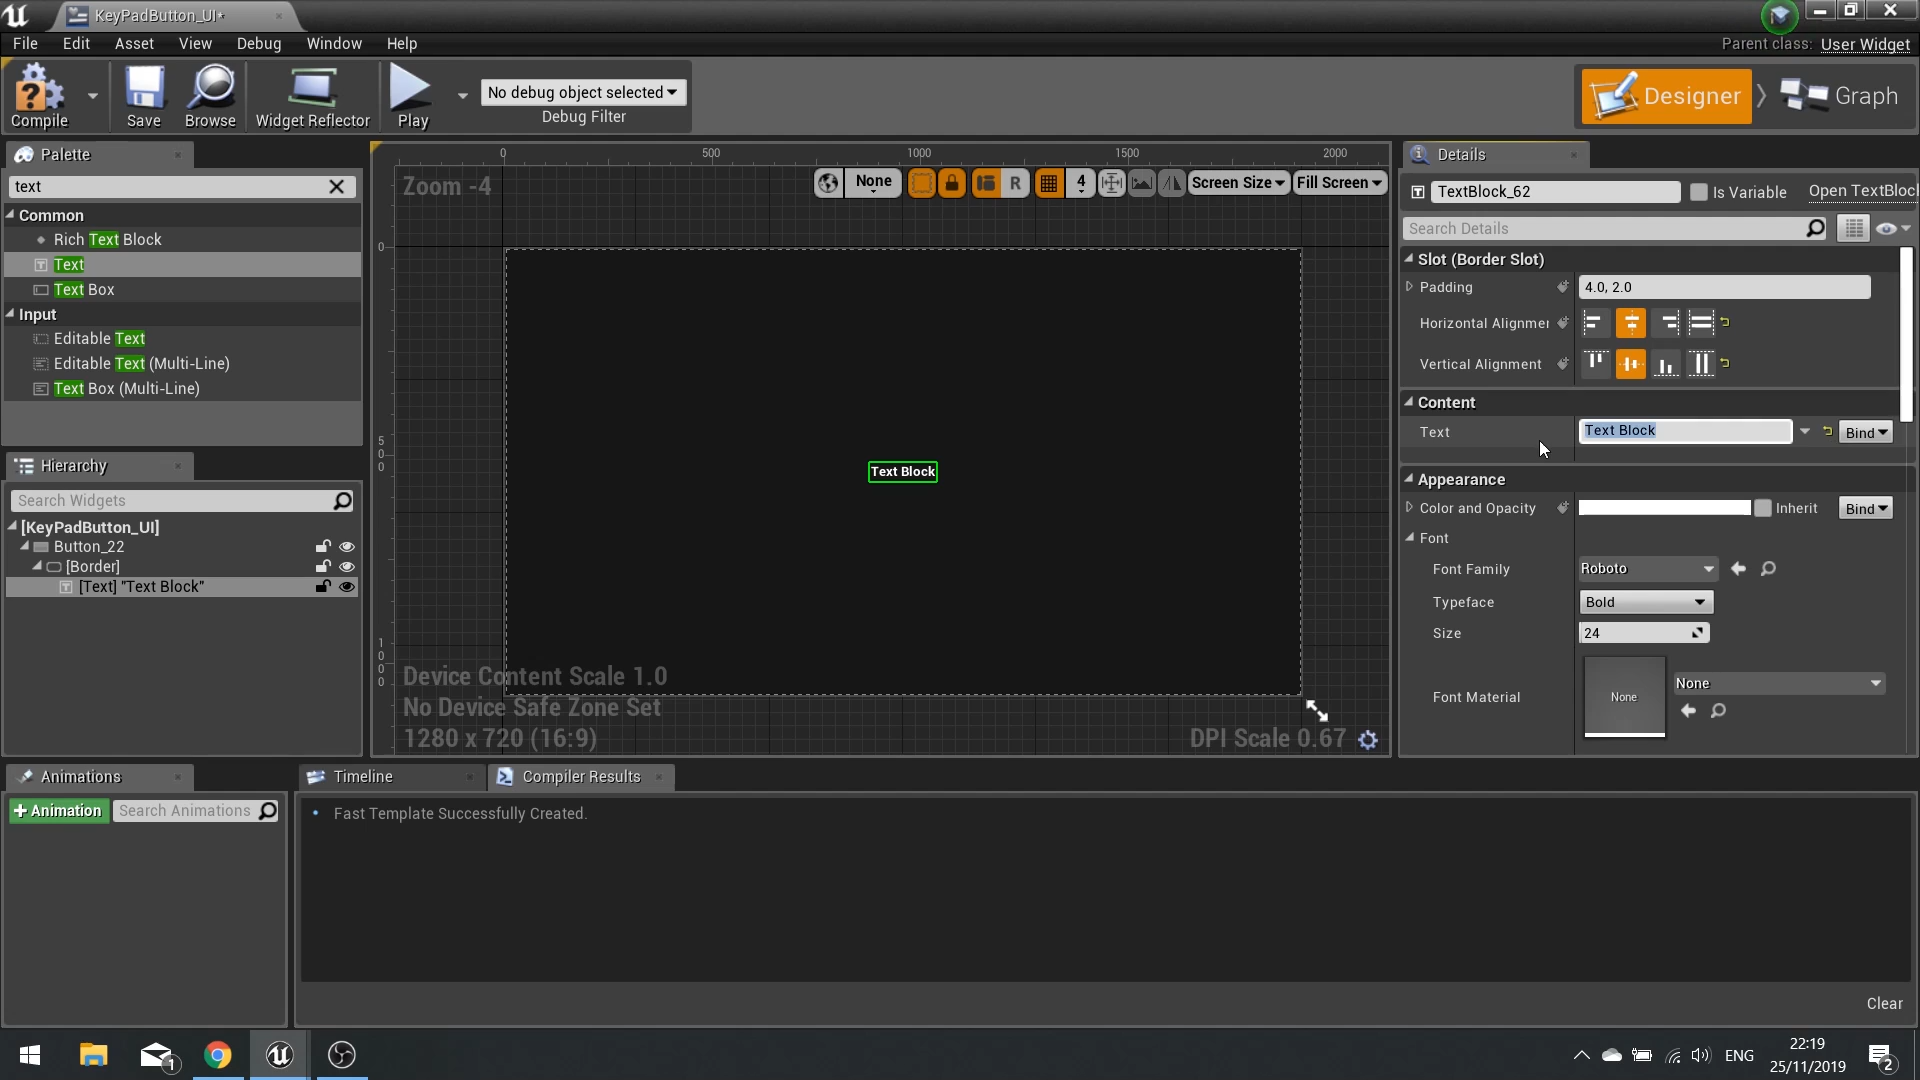 KeyPadButton_UI*
File Edit Asset View Debug Window Help
Parent class: User Widget
Compile Save Browse Widget Reflector Play
No debug object selected
Debug Filter
Designer Graph
Palette
text
Common
Rich Text Block
Text
Text Box
Input
Editable Text
Editable Text (Multi-Line)
Text Box (Multi-Line)
Hierarchy
Search Widgets
[KeyPadButton_UI]
Button_22
[Border]
[Text] "Text Block"
0 500 1000 1500 2000
Zoom -4
None R 4 Screen Size Fill Screen
0
500
1000
Text Block
Device Content Scale 1.0
No Device Safe Zone Set
1280 x 720 (16:9)
DPI Scale 0.67
Details
TextBlock_62 Is Variable Open TextBloc
Search Details
Slot (Border Slot)
Padding 4.0, 2.0
Horizontal Alignmer
Vertical Alignment
Content
Text Text Block Bind
Appearance
Color and Opacity Inherit Bind
Font
Font Family Roboto
Typeface Bold
Size 24
Font Material None None
Animations
+ Animation Search Animations
Timeline Compiler Results
Fast Template Successfully Created.
Clear
1
ENG
22:19
25/11/2019
2